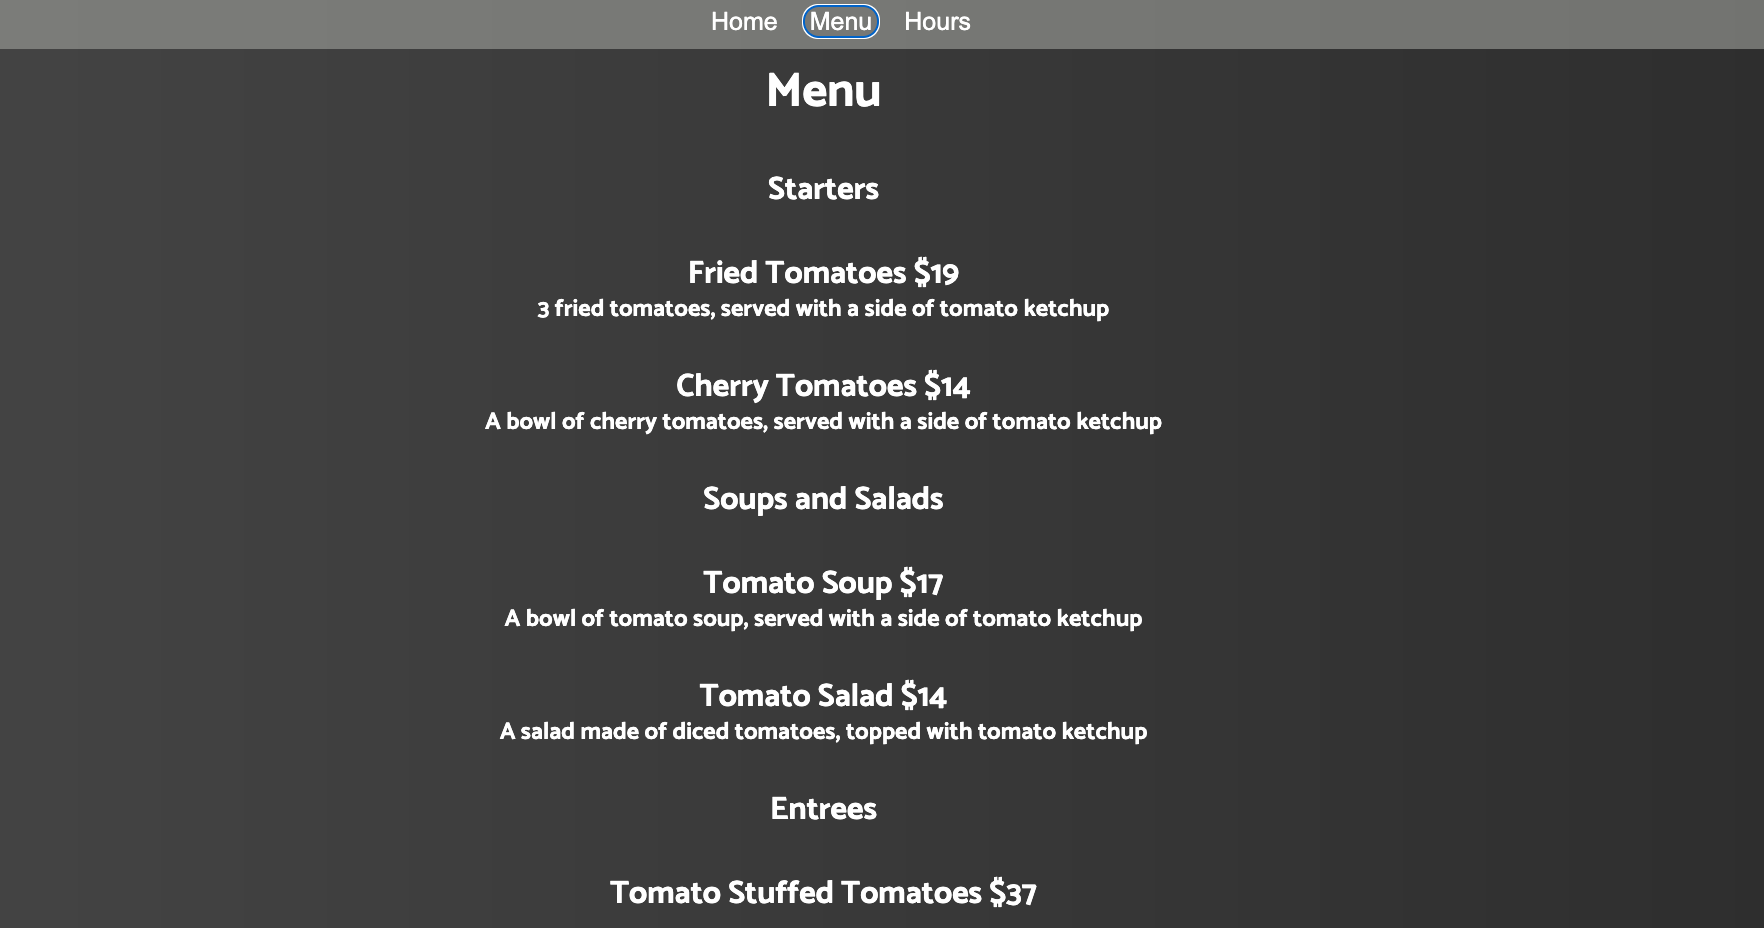 Home Menu Hours
Menu
Starters
Fried Tomatoes $19
3 fried tomatoes, served with a side of tomato ketchup
Cherry Tomatoes $14
A bowl of cherry tomatoes, served with a side of tomato ketchup
Soups and Salads
Tomato Soup $17
A bowl of tomato soup, served with a side of tomato ketchup
Tomato Salad $14
A salad made of diced tomatoes, topped with tomato ketchup
Entrees
Tomato Stuffed Tomatoes $37